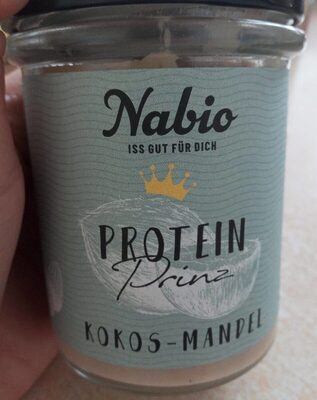 Nabio
ISS GUT FÜR DICH
PROTEIN
Prinz
KOKOS-MANDEL